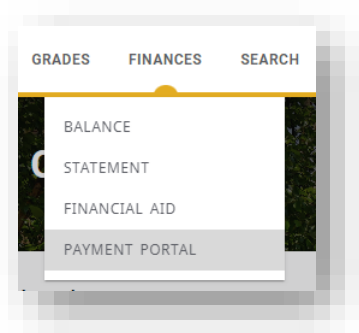 GRADES FINANCES SEARCH
BALANCE
STATEMENT
FINANCIAL AID
PAYMENT PORTAL